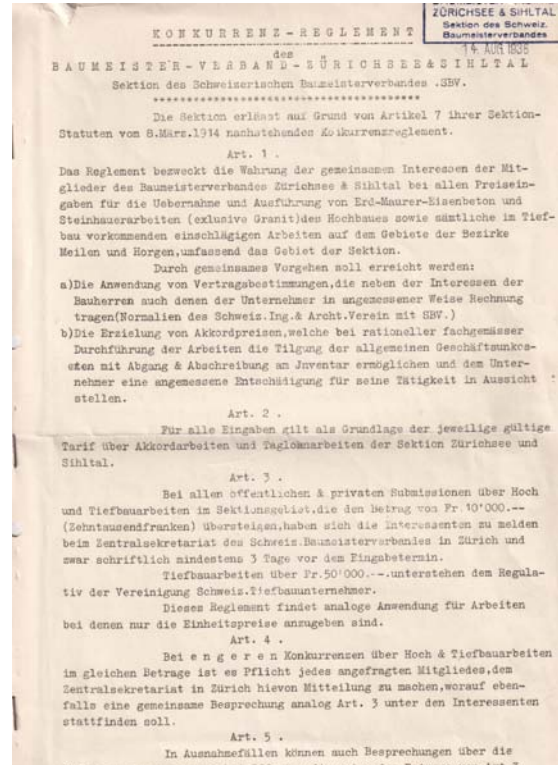 ZÜRICHSEE & SIHLTAL
Sektion des Schweiz.
Baumeisterverbandes
14. AUG. 1936
KONKURRENZ-REGLEMENT
des
BAUMEISTER-VERBAND-ZÜRICHSEE&SIHLTAL
Sektion des Schweizerischen Baumeisterverbandes .SBV.
***************************************
Die Sektion erlässt auf Grund von Artikel 7 ihrer Sektion-
Statuten vom 8.März.1914 nachstehendes Konkurrenzreglement.
Art. 1 .
Das Reglement bezweckt die Wahrung der gemeinsamen Interessen der Mit-
glieder des Baumeisterverbandes Zürichsee & Sihltal bei allen Preisein-
gaben für die Uebernahme und Ausführung von Erd-Maurer-Eisenbeton und
Steinhauerarbeiten (exlusive Granit)des Hochbaues sowie sämtliche im Tief-
bau vorkommenden einschlägigen Arbeiten auf dem Gebiete der Bezirke
Meilen und Horgen,umfassend das Gebiet der Sektion.
Durch gemeinsames Vorgehen soll erreicht werden:
a)Die Anwendung von Vertragsbestimmungen,die neben der Interessen der
Bauherren auch denen der Unternehmer in angemessener Weise Rechnung
tragen(Normalien des Schweiz.Ing.& Archt.Verein mit SBV.)
b)Die Erzielung von Akkordpreisen,welche bei rationeller fachgemässer
Durchführung der Arbeiten die Tilgung der allgemeinen Geschäftsunkos-
sten mit Abgang & Abschreibung am Jnventar ermöglichen und dem Unter-
nehmer eine angemessene Entschädigung für seine Tätigkeit in Aussicht
stellen.
Art. 2 .
Für alle Eingaben gilt als Grundlage der jeweilige gültige
Tarif über Akkordarbeiten und Taglohnarbeiten der Sektion Zürichsee und
Sihltal.
Art. 3 .
Bei allen öffentlichen & privaten Submissionen über Hoch
und Tiefbauarbeiten im Sektionsgebiet,die den Betrag von Fr.10'000.--
(Zehntausendfranken) übersteigen,haben sich die Interessenten zu melden
beim Zentralsekretariat des Schweiz.Baumeisterverbandes in Zürich und
zwar schriftlich mindestens 3 Tage vor dem Eingabetermin.
Tiefbauarbeiten über Fr.50'000.--.unterstehen dem Regula-
tiv der Vereinigung Schweiz.Tiefbauunternehmer.
Dieses Reglement findet analoge Anwendung für Arbeiten
bei denen nur die Einheitspreise anzugeben sind.
Art. 4 .
Bei e n g e r e n Konkurrenzen über Hoch & Tiefbauarbeiten
im gleichen Betrage ist es Pflicht jedes angefragten Mitgliedes,dem
Zentralsekretariat in Zürich hievon Mitteilung zu machen,worauf eben-
falls eine gemeinsame Besprechung analog Art. 3 unter den Interessenten
stattfinden soll.
Art. 5 .
In Ausnahmefällen können auch Besprechungen über die